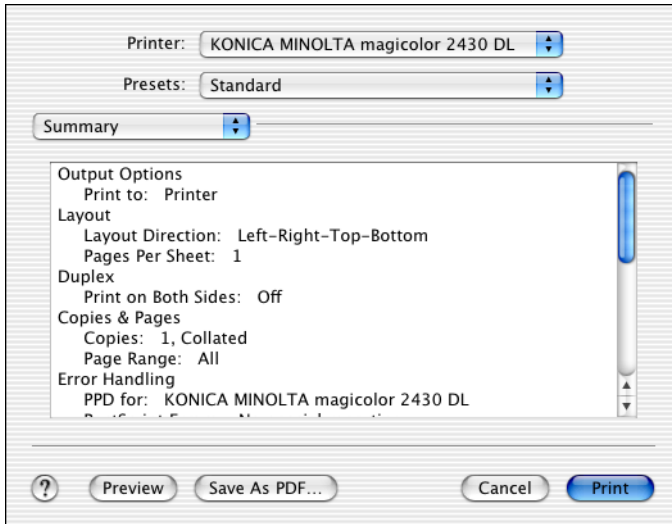 Printer: KONICA MINOLTA magicolor 2430 DL
Presets: Standard
Summary
Output Options
Print to: Printer
Layout
Layout Direction: Left-Right-Top-Bottom
Pages Per Sheet: 1
Duplex
Print on Both Sides: Off
Copies & Pages
Copies: 1, Collated
Page Range: All
Error Handling
PPD for: KONICA MINOLTA magicolor 2430 DL
? Preview Save As PDF... Cancel Print